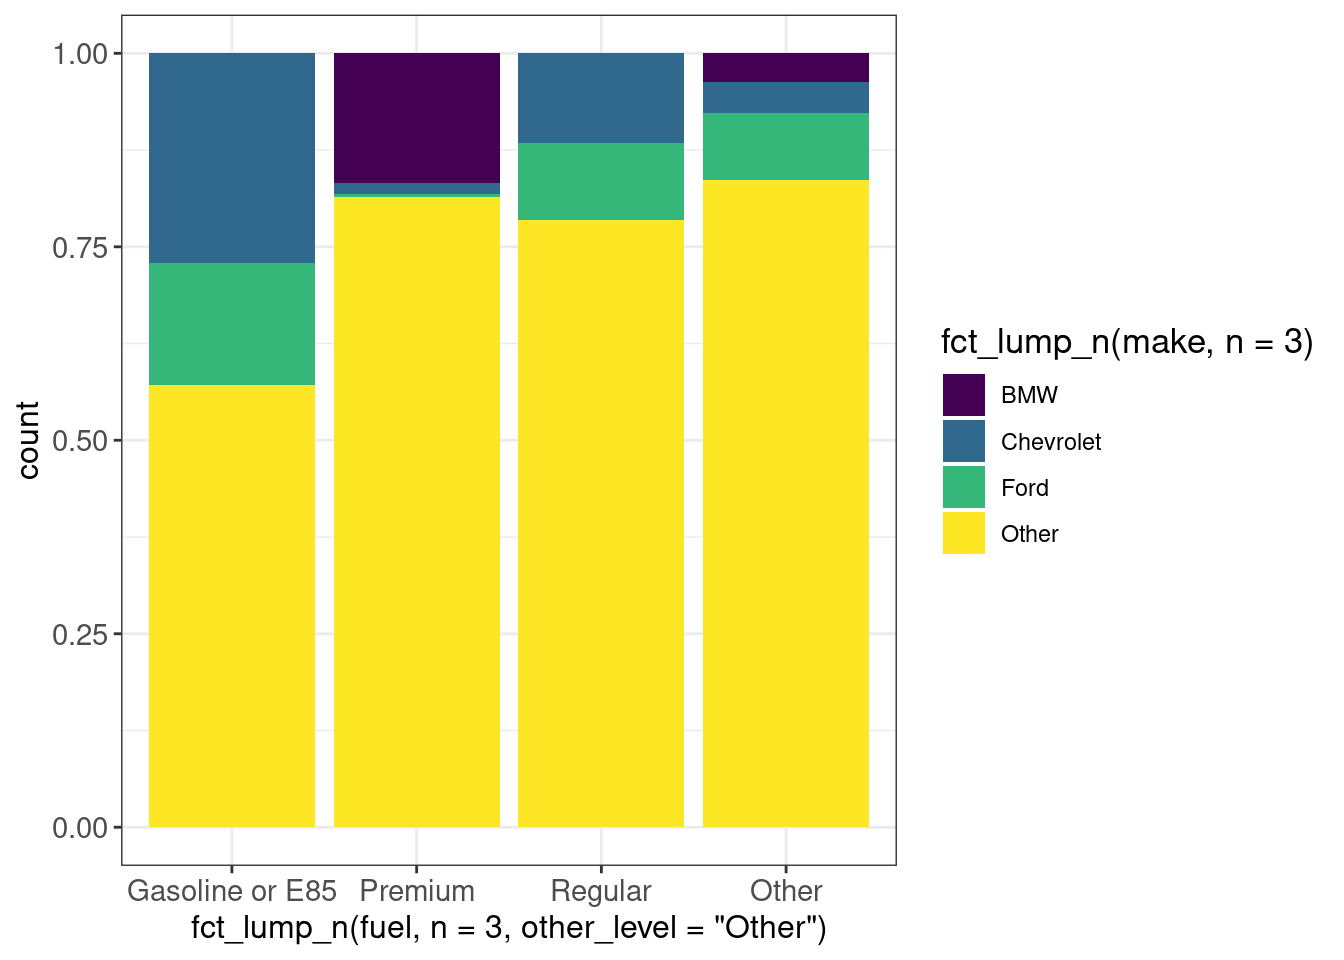 1.00
0.75
0.50
0.25
0.00
count
Gasoline or E85 Premium Regular Other
fct_lump_n(fuel, n = 3, other_level = "Other")
fct_lump_n(make, n = 3)
BMW
Chevrolet
Ford
Other